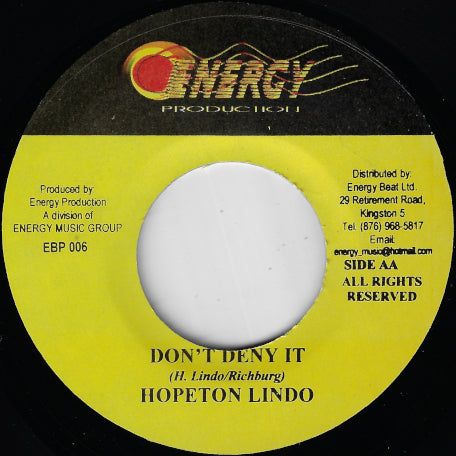 ENERGY
PRODUCTION
Produced by:
Energy Production
A division of
ENERGY MUSIC GROUP
EBP 006
Distributed by:
Energy Beat Ltd.
29 Retirement Road,
Kingston 5
Tel. (876) 968-5817
Email:
energy_music@hotmail.com
SIDE AA
ALL RIGHTS
RESERVED
DON'T DENY IT
(H. Lindo/Richburg)
HOPETON LINDO